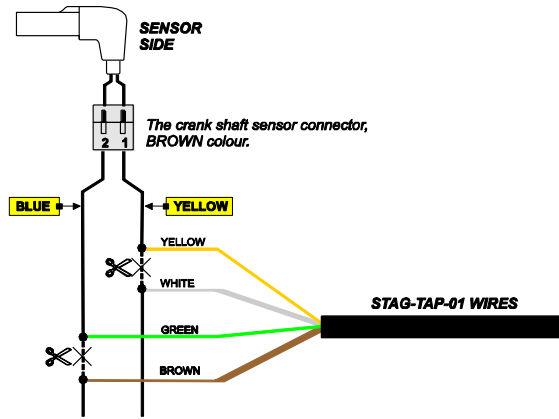 SENSOR
SIDE
The crank shaft sensor connector,
BROWN colour.
2 1
BLUE
YELLOW
YELLOW
WHITE
STAG-TAP-01 WIRES
GREEN
BROWN